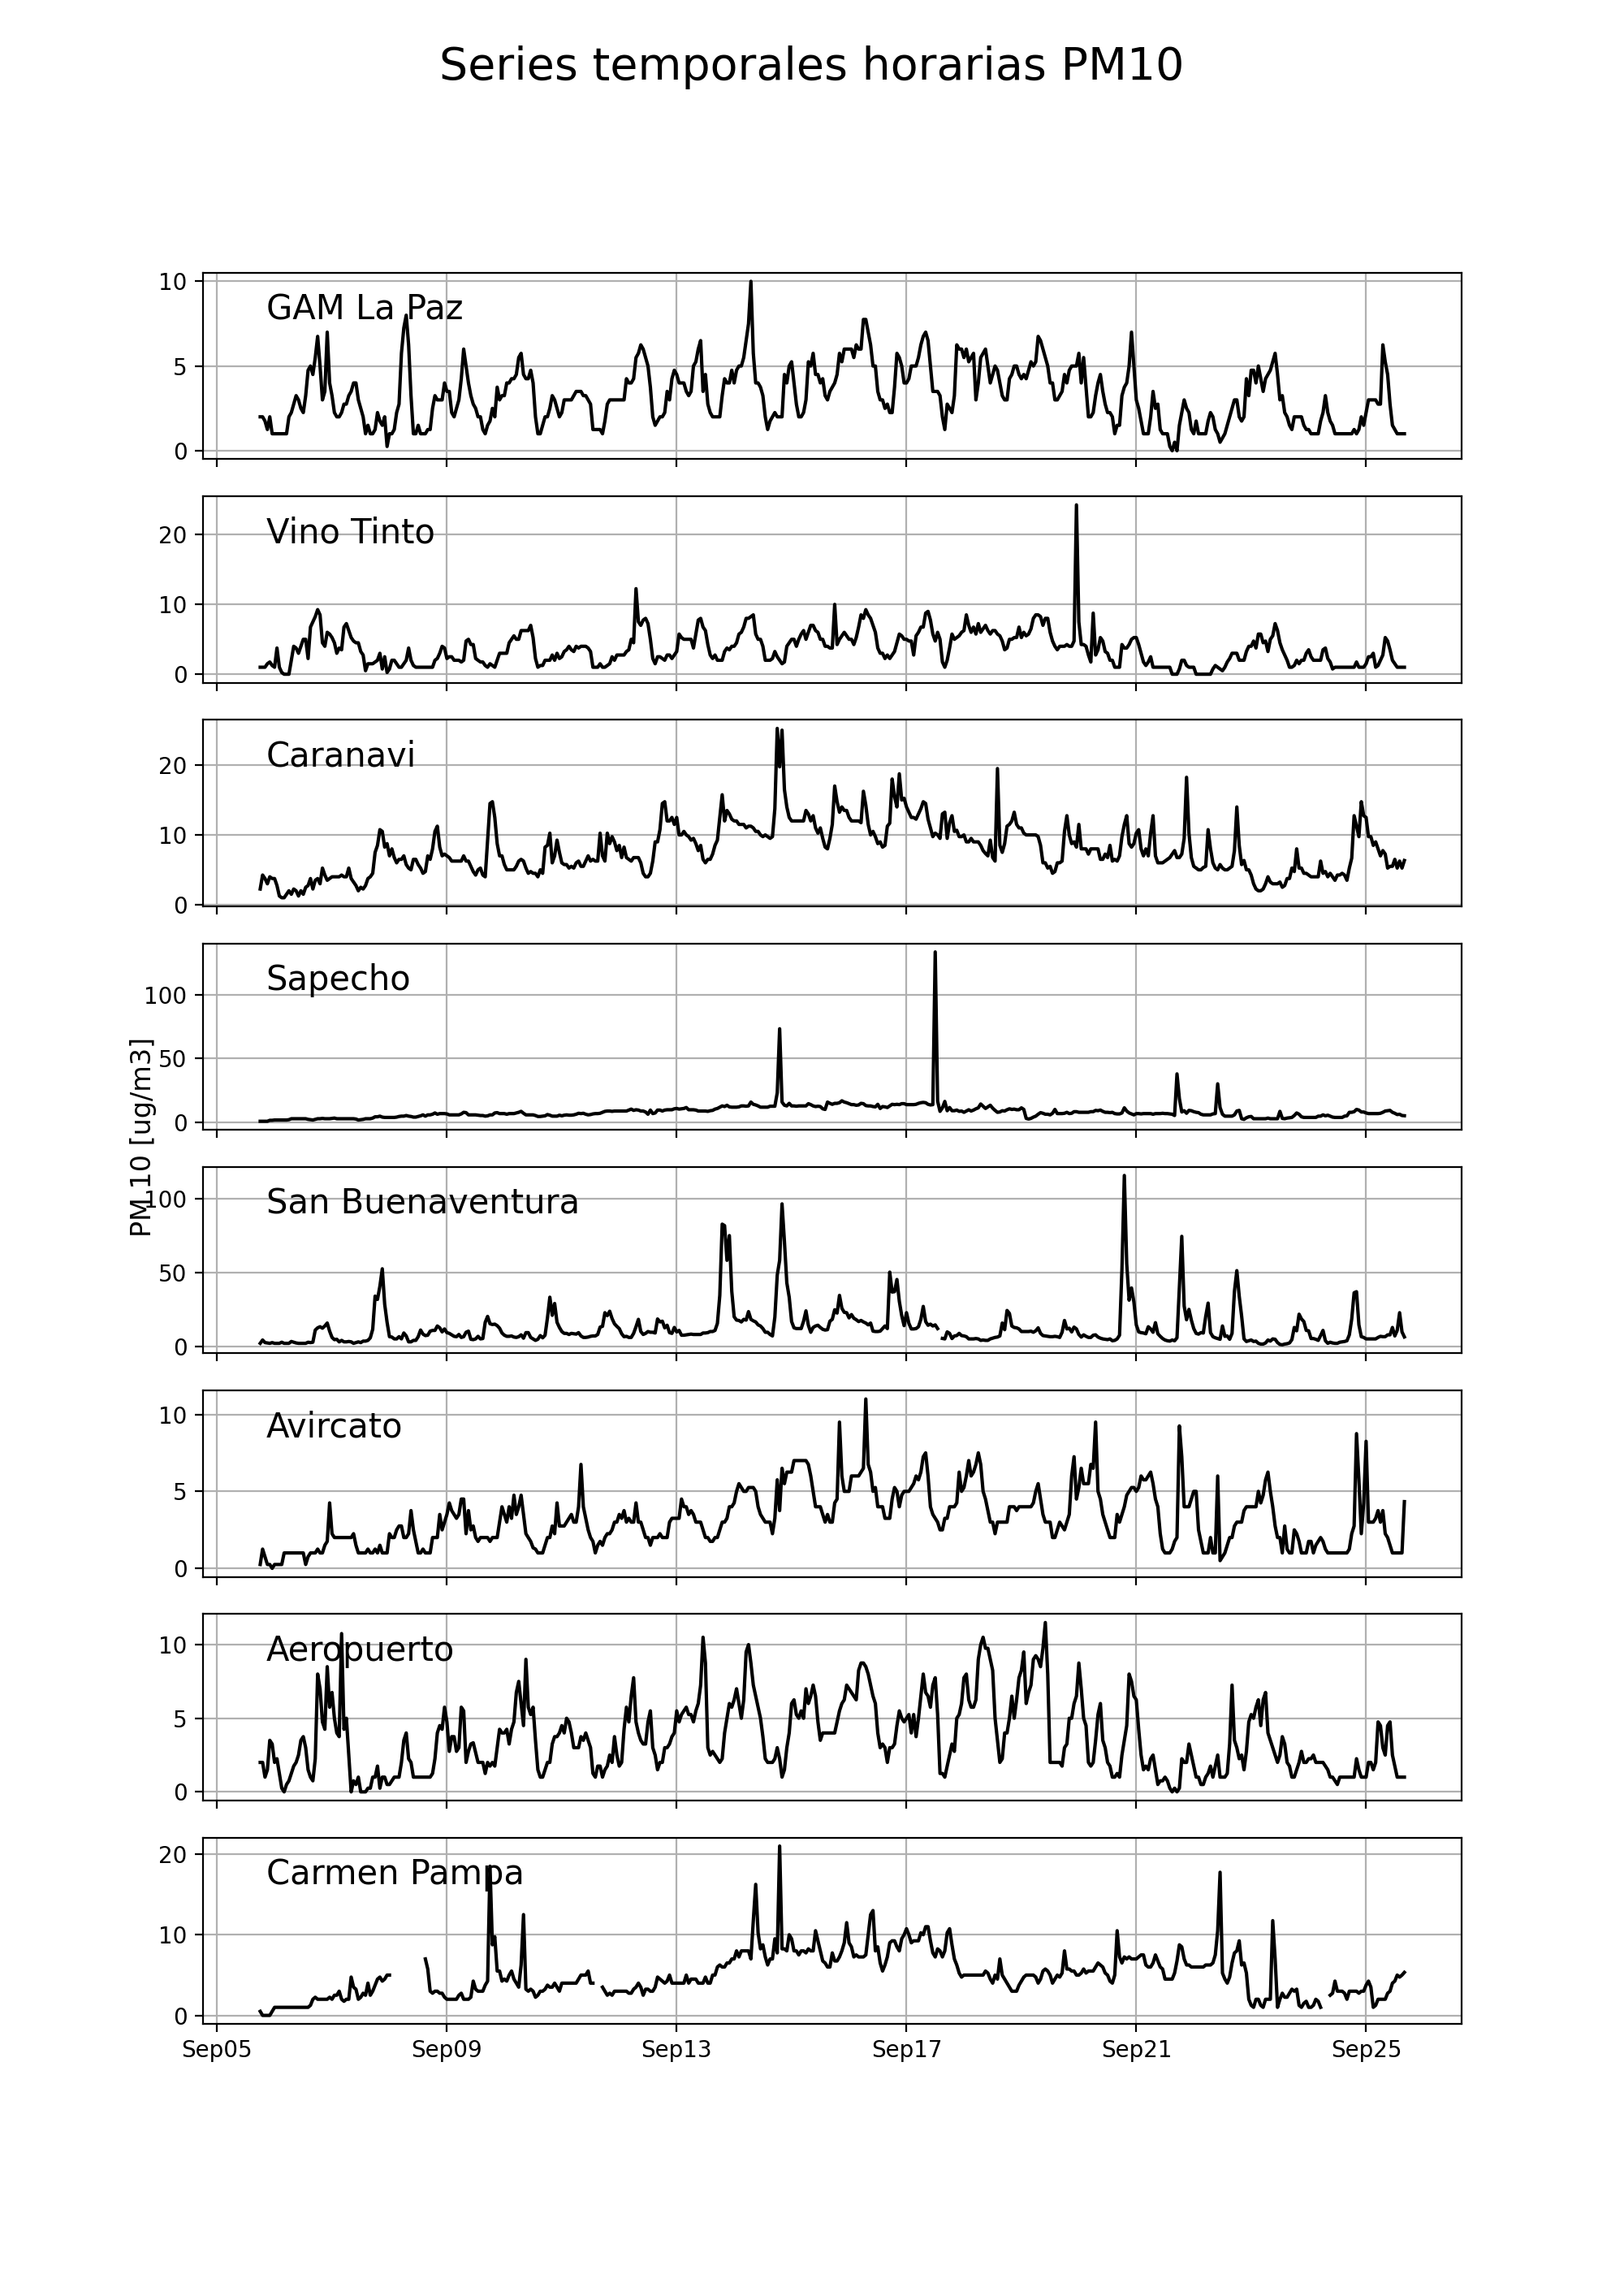 Series temporales horarias PM10
GAM La Paz
10
5
0
Vino Tinto
20
10
0
Caranavi
20
10
0
Sapecho
100
50
0
PM 10 [ug/m3]
San Buenaventura
100
50
0
Avircato
10
5
0
Aeropuerto
10
5
0
Carmen Pampa
20
10
0
Sep05 Sep09 Sep13 Sep17 Sep21 Sep25